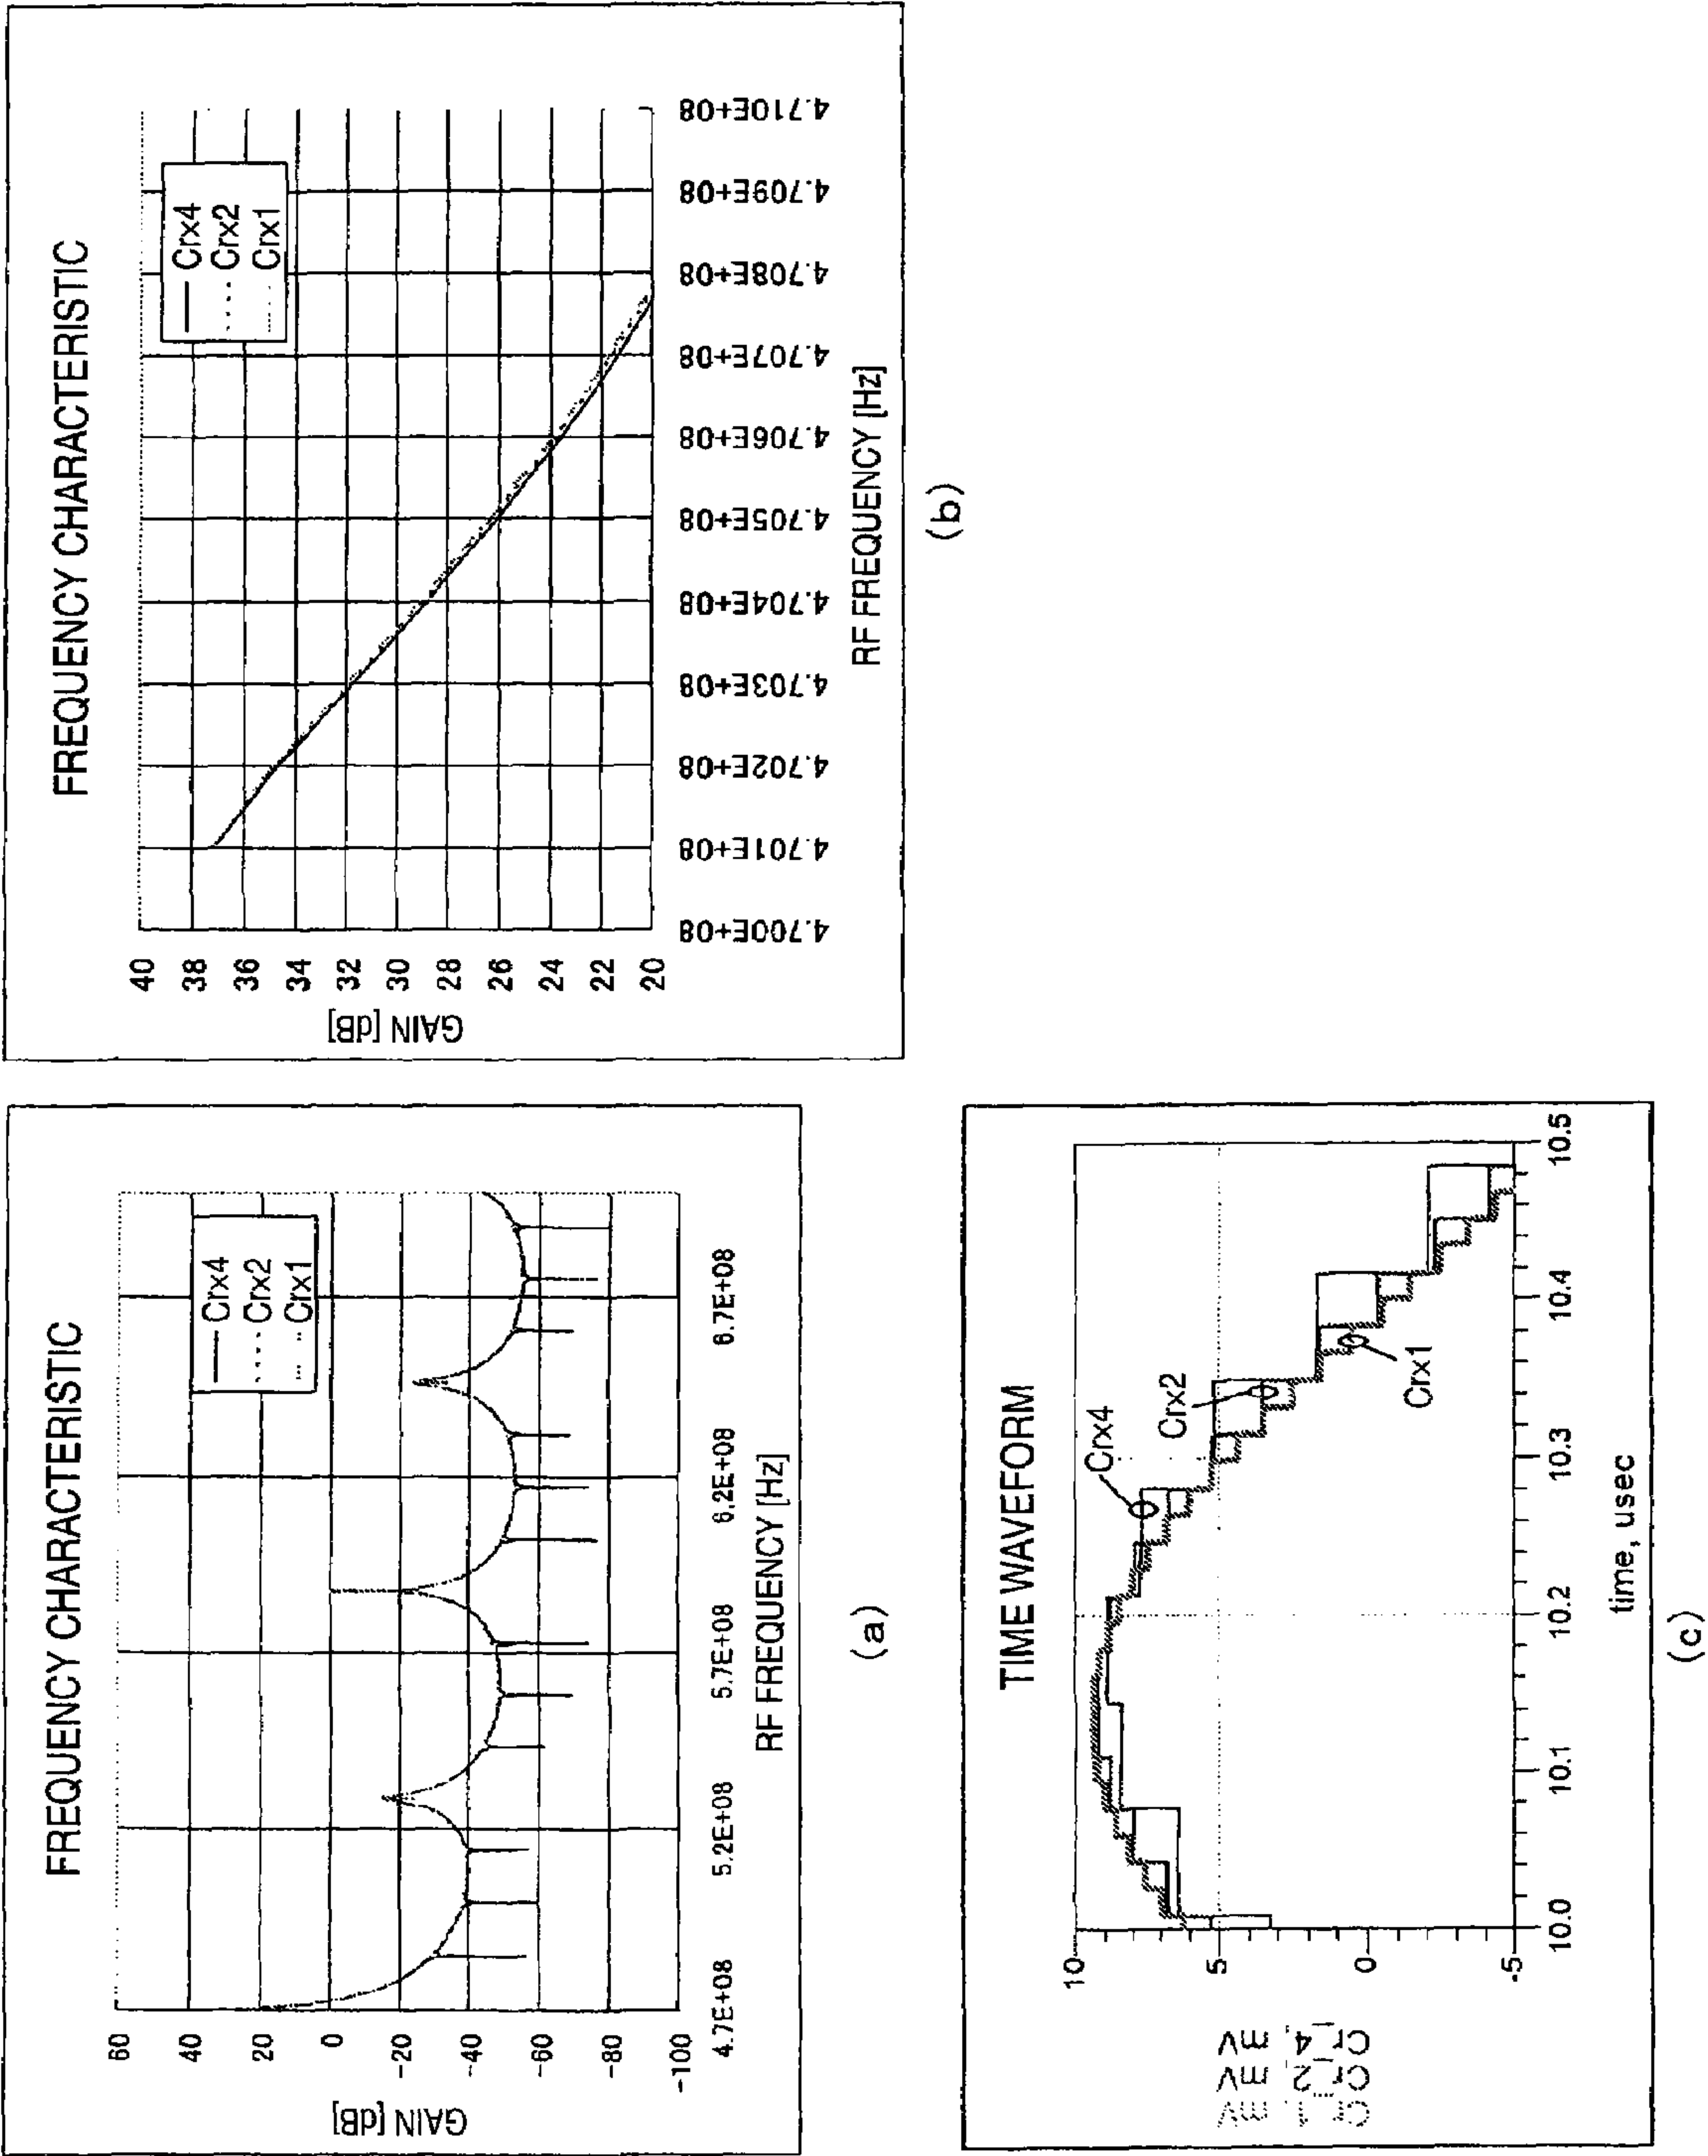 FREQUENCY CHARACTERISTIC
60
40
20
0
-20
-40
-60
-80
-100
GAIN [dB]
Crx4
Crx2
Crx1
4.7E+08
5.2E+08
5.7E+08
6.2E+08
6.7E+08
RF FREQUENCY [Hz]
(a)
FREQUENCY CHARACTERISTIC
40
38
36
34
32
30
28
26
24
22
20
GAIN [dB]
Crx4
Crx2
Crx1
4.700E+08
4.701E+08
4.702E+08
4.703E+08
4.704E+08
4.705E+08
4.706E+08
4.707E+08
4.708E+08
4.709E+08
4.710E+08
RF FREQUENCY [Hz]
(b)
TIME WAVEFORM
Cr_1, mV
Cr_2, mV
Cr_4, mV
10
5
0
-5
Crx4
Crx2
Crx1
10.0
10.1
10.2
10.3
10.4
10.5
time, usec
(c)